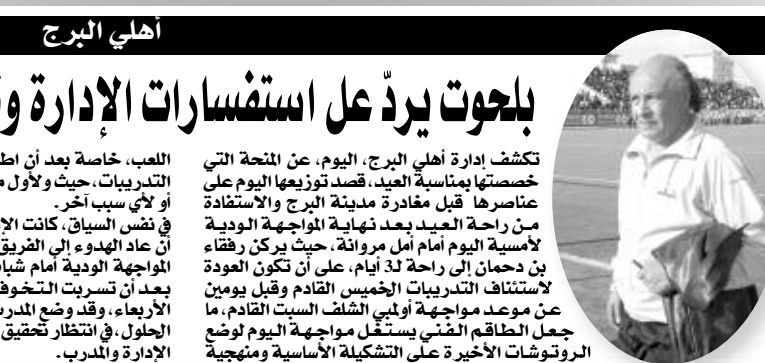 أهلي البرج
بلحوت يردّ عل استفسارات الإدارة و
تكشف إدارة أهلي البرج، اليوم، عن المنحة التي
خصصتها بمناسبة العيد، قصد توزيعها اليوم على
عناصرها قبل مغادرة مدينة البرج والاستفادة
من راحة العيد بعد نهاية المواجهة الودية
لأمسية اليوم أمام أمل مروانة، حيث يركن رفقاء
بن دحمان إلى راحة لـ3 أيام، على أن تكون العودة
لاستئناف التدريبات الخميس القادم وقبل يومين
عن موعد مواجهة أولمبي الشلف السبت القادم، ما
جعل الطاقم الفني يستغل مواجهة اليوم لوضع
الروتوشات الأخيرة على التشكيلة الأساسية ومنهجية
اللعب، خاصة بعد أن
التدريبات، حيث ولأول
أو لأي سبب آخر.
في نفس السياق، كانت
أن عاد الهدوء إلى الفريق
المواجهة الودية أمام
بعد أن تسربت
الأربعاء، وقد وضع
الحلول، في انتظار تحقيق
الإدارة والمدرب.